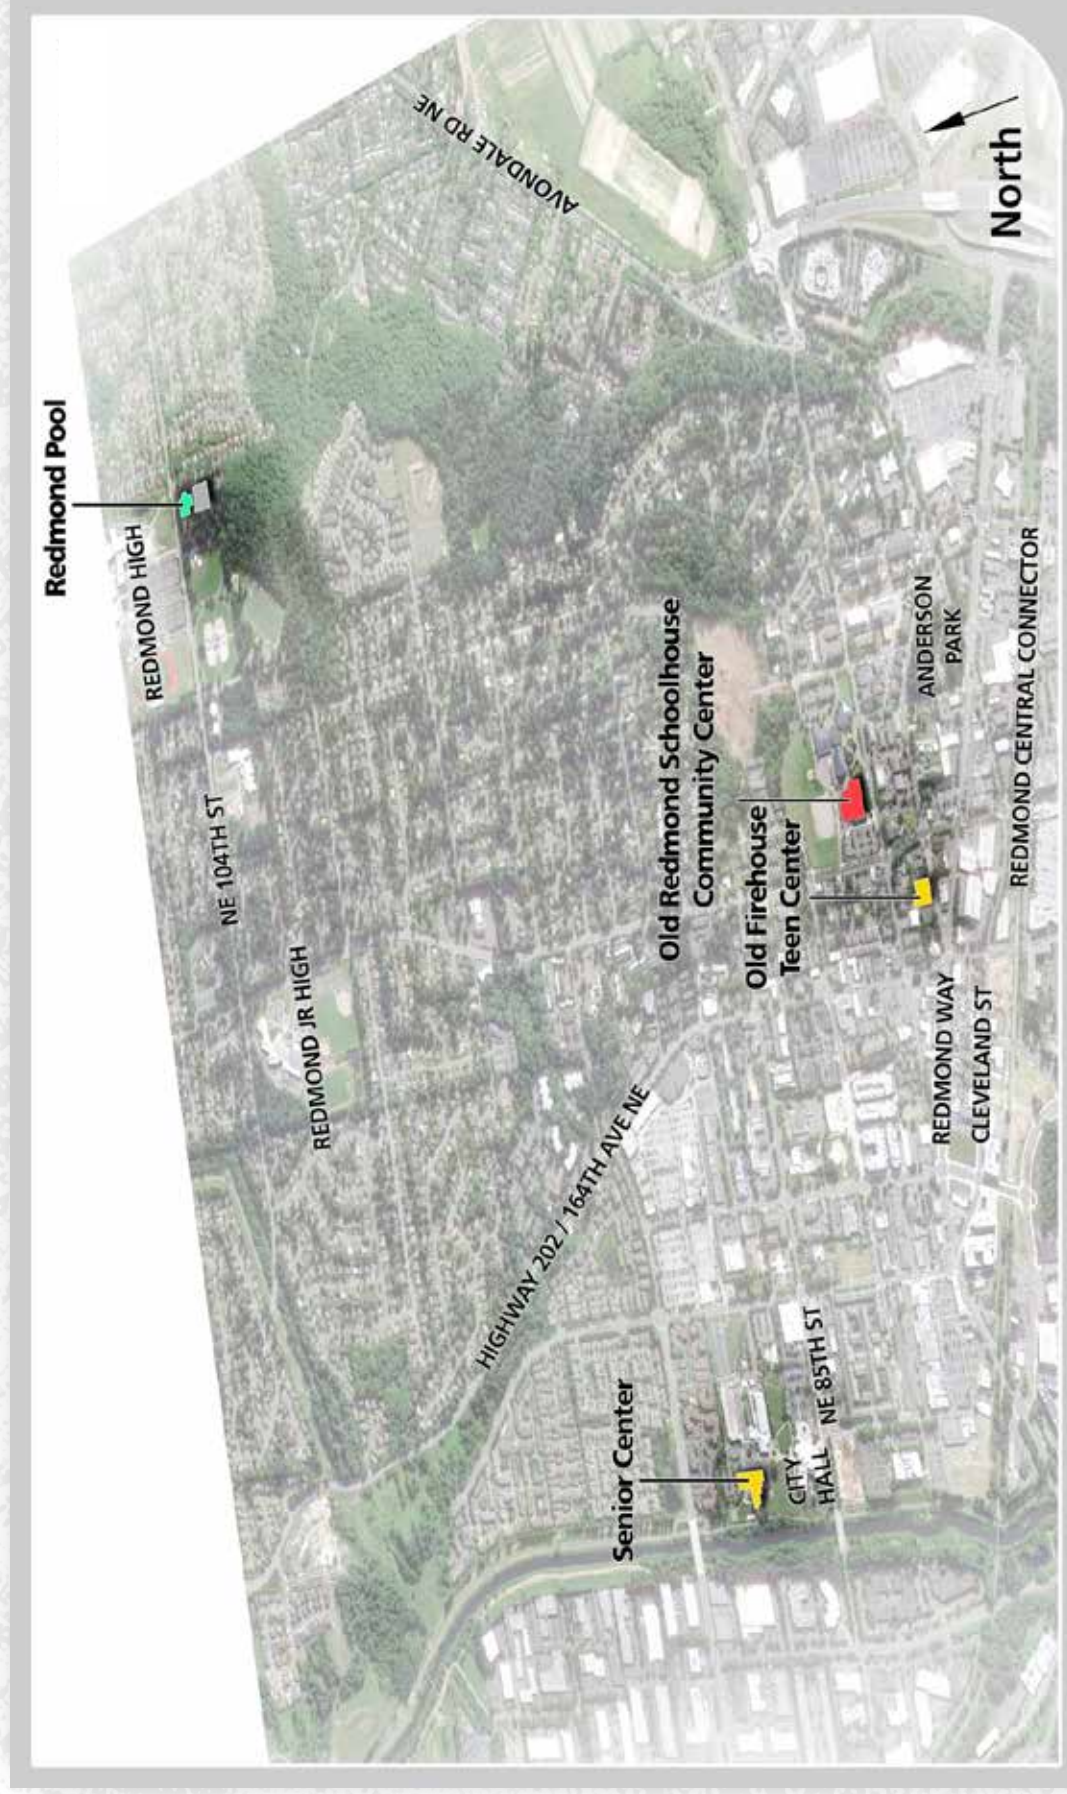 Redmond Pool
REDMOND HIGH
AVONDALE RD NE
NE 104TH ST
REDMOND JR HIGH
Old Redmond Schoolhouse
Community Center
Old Firehouse
Teen Center
HIGHWAY 202 / 164TH AVE NE
Senior Center
CITY
HALL
NE 85TH ST
REDMOND WAY
CLEVELAND ST
ANDERSON
PARK
REDMOND CENTRAL CONNECTOR
North